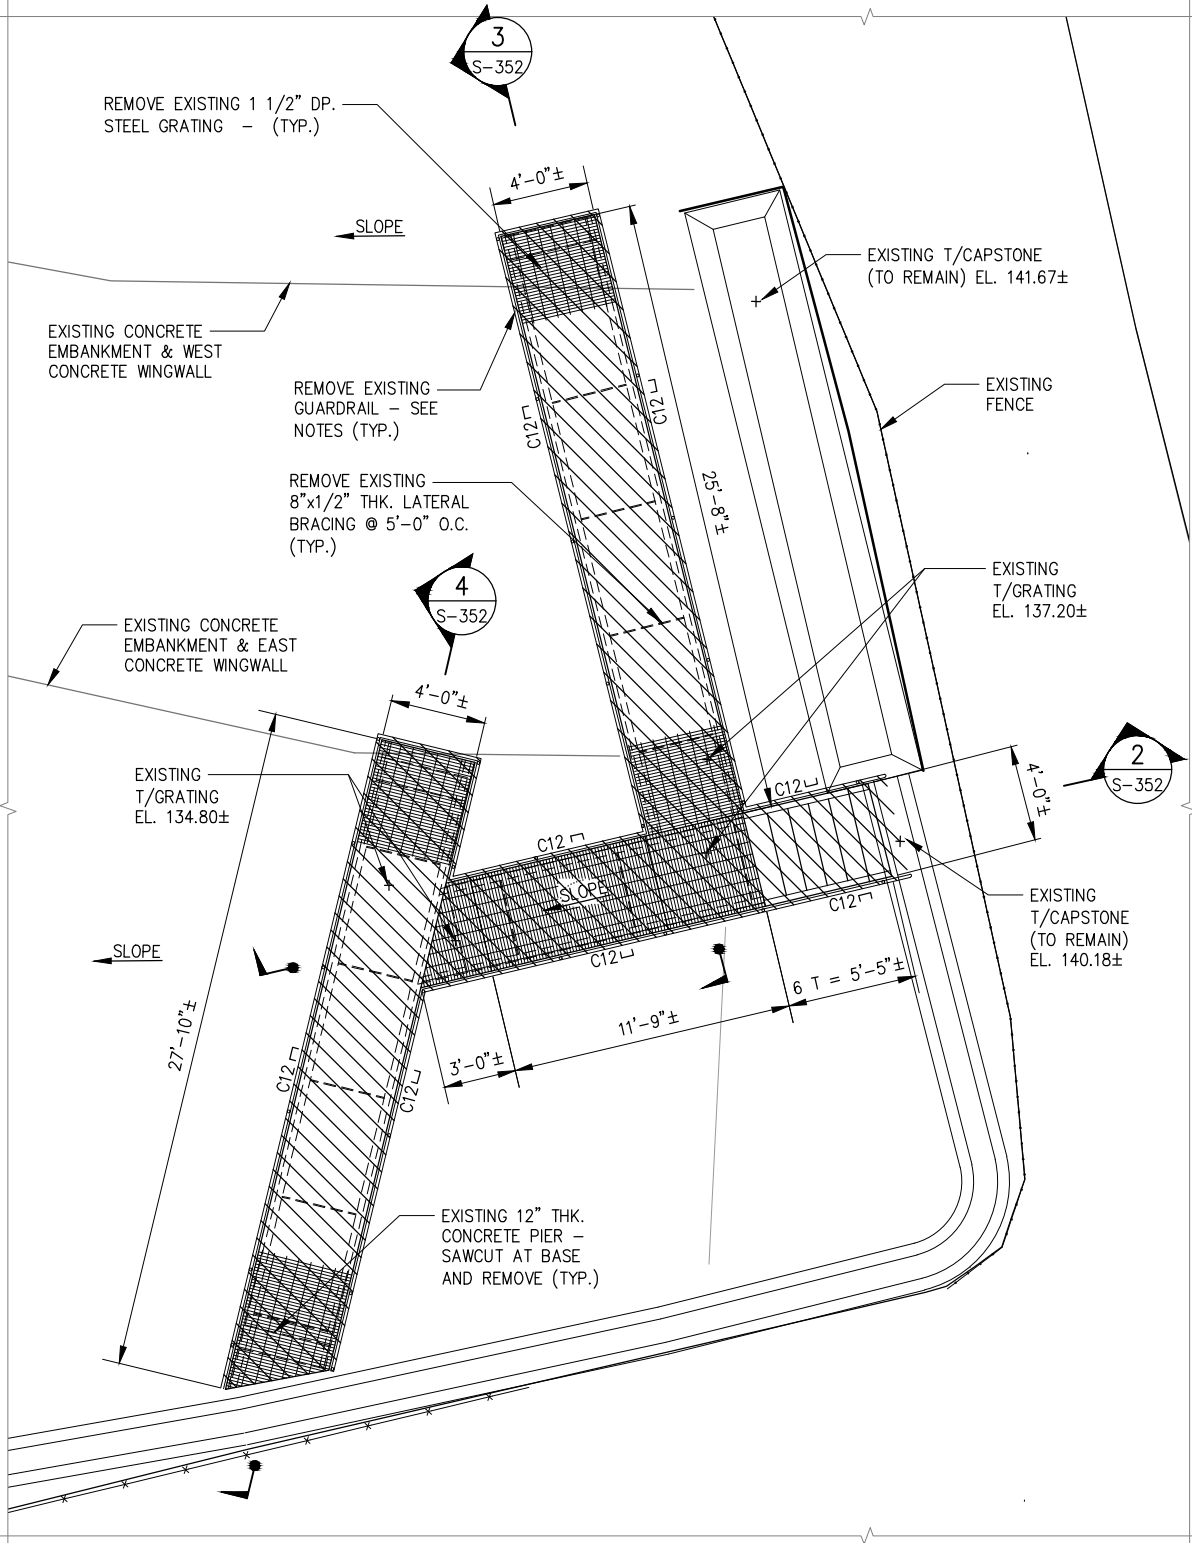 3
S-352
REMOVE EXISTING 1 1/2" DP.
STEEL GRATING - (TYP.)
4'-0"±
SLOPE
EXISTING T/CAPSTONE
(TO REMAIN) EL. 141.67±
EXISTING CONCRETE
EMBANKMENT & WEST
CONCRETE WINGWALL
REMOVE EXISTING
GUARDRAIL - SEE
NOTES (TYP.)
C12
C12
EXISTING
FENCE
REMOVE EXISTING
8"x1/2" THK. LATERAL
BRACING @ 5'-0" O.C.
(TYP.)
25'-8"±
4
S-352
EXISTING
T/GRATING
EL. 137.20±
EXISTING CONCRETE
EMBANKMENT & EAST
CONCRETE WINGWALL
4'-0"±
2
S-352
EXISTING
T/GRATING
EL. 134.80±
C12
4'-0"±
C12
SLOPE
C12
EXISTING
T/CAPSTONE
(TO REMAIN)
EL. 140.18±
SLOPE
C12
6 T = 5'-5"±
11'-9"±
3'-0"±
27'-10"±
C12
C12
EXISTING 12" THK.
CONCRETE PIER -
SAWCUT AT BASE
AND REMOVE (TYP.)